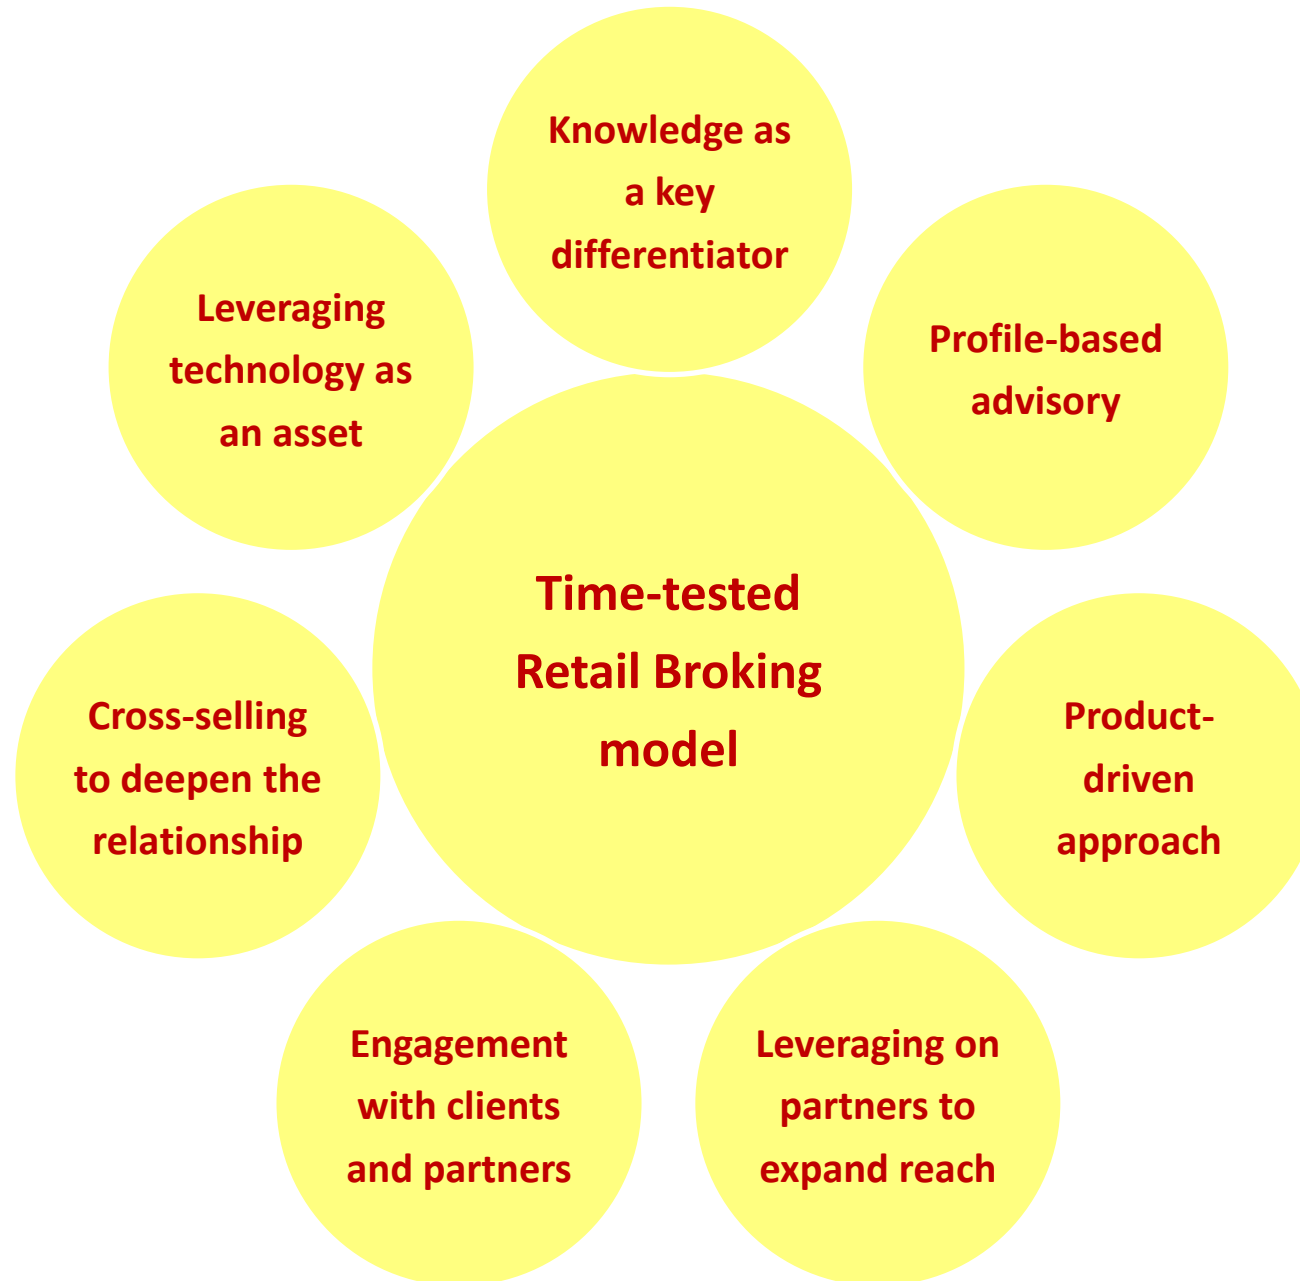 Knowledge as
a key
differentiator
Profile-based
advisory
Product-
driven
approach
Leveraging on
partners to
expand reach
Engagement
with clients
and partners
Cross-selling
to deepen the
relationship
Leveraging
technology as
an asset
Time-tested
Retail Broking
model